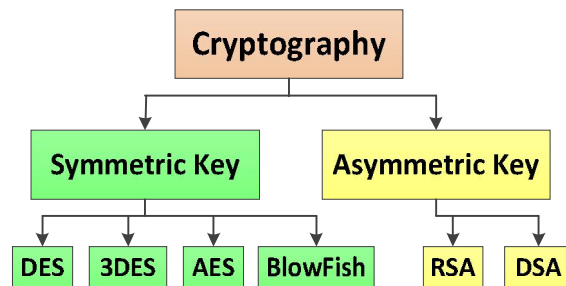 Cryptography
Symmetric Key
Asymmetric Key
DES
3DES
AES
BlowFish
RSA
DSA